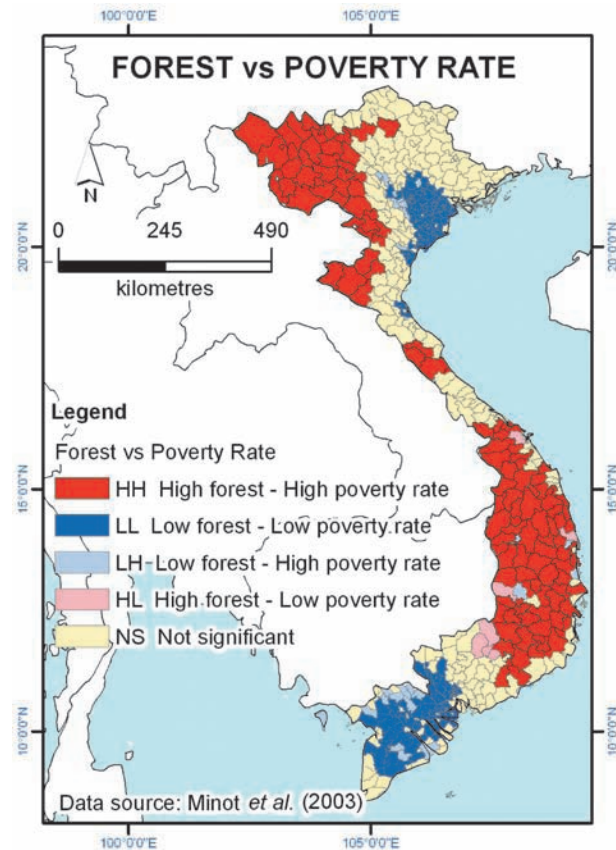 100°0'0"E 105°0'0"E
FOREST vs POVERTY RATE
N
0 245 490
kilometres
20°0'0"N
20°0'0"N
Legend
Forest vs Poverty Rate
HH High forest - High poverty rate
LL Low forest - Low poverty rate
LH Low forest - High poverty rate
HL High forest - Low poverty rate
NS Not significant
15°0'0"N
15°0'0"N
10°0'0"N
10°0'0"N
Data source: Minot et al. (2003)
100°0'0"E 105°0'0"E